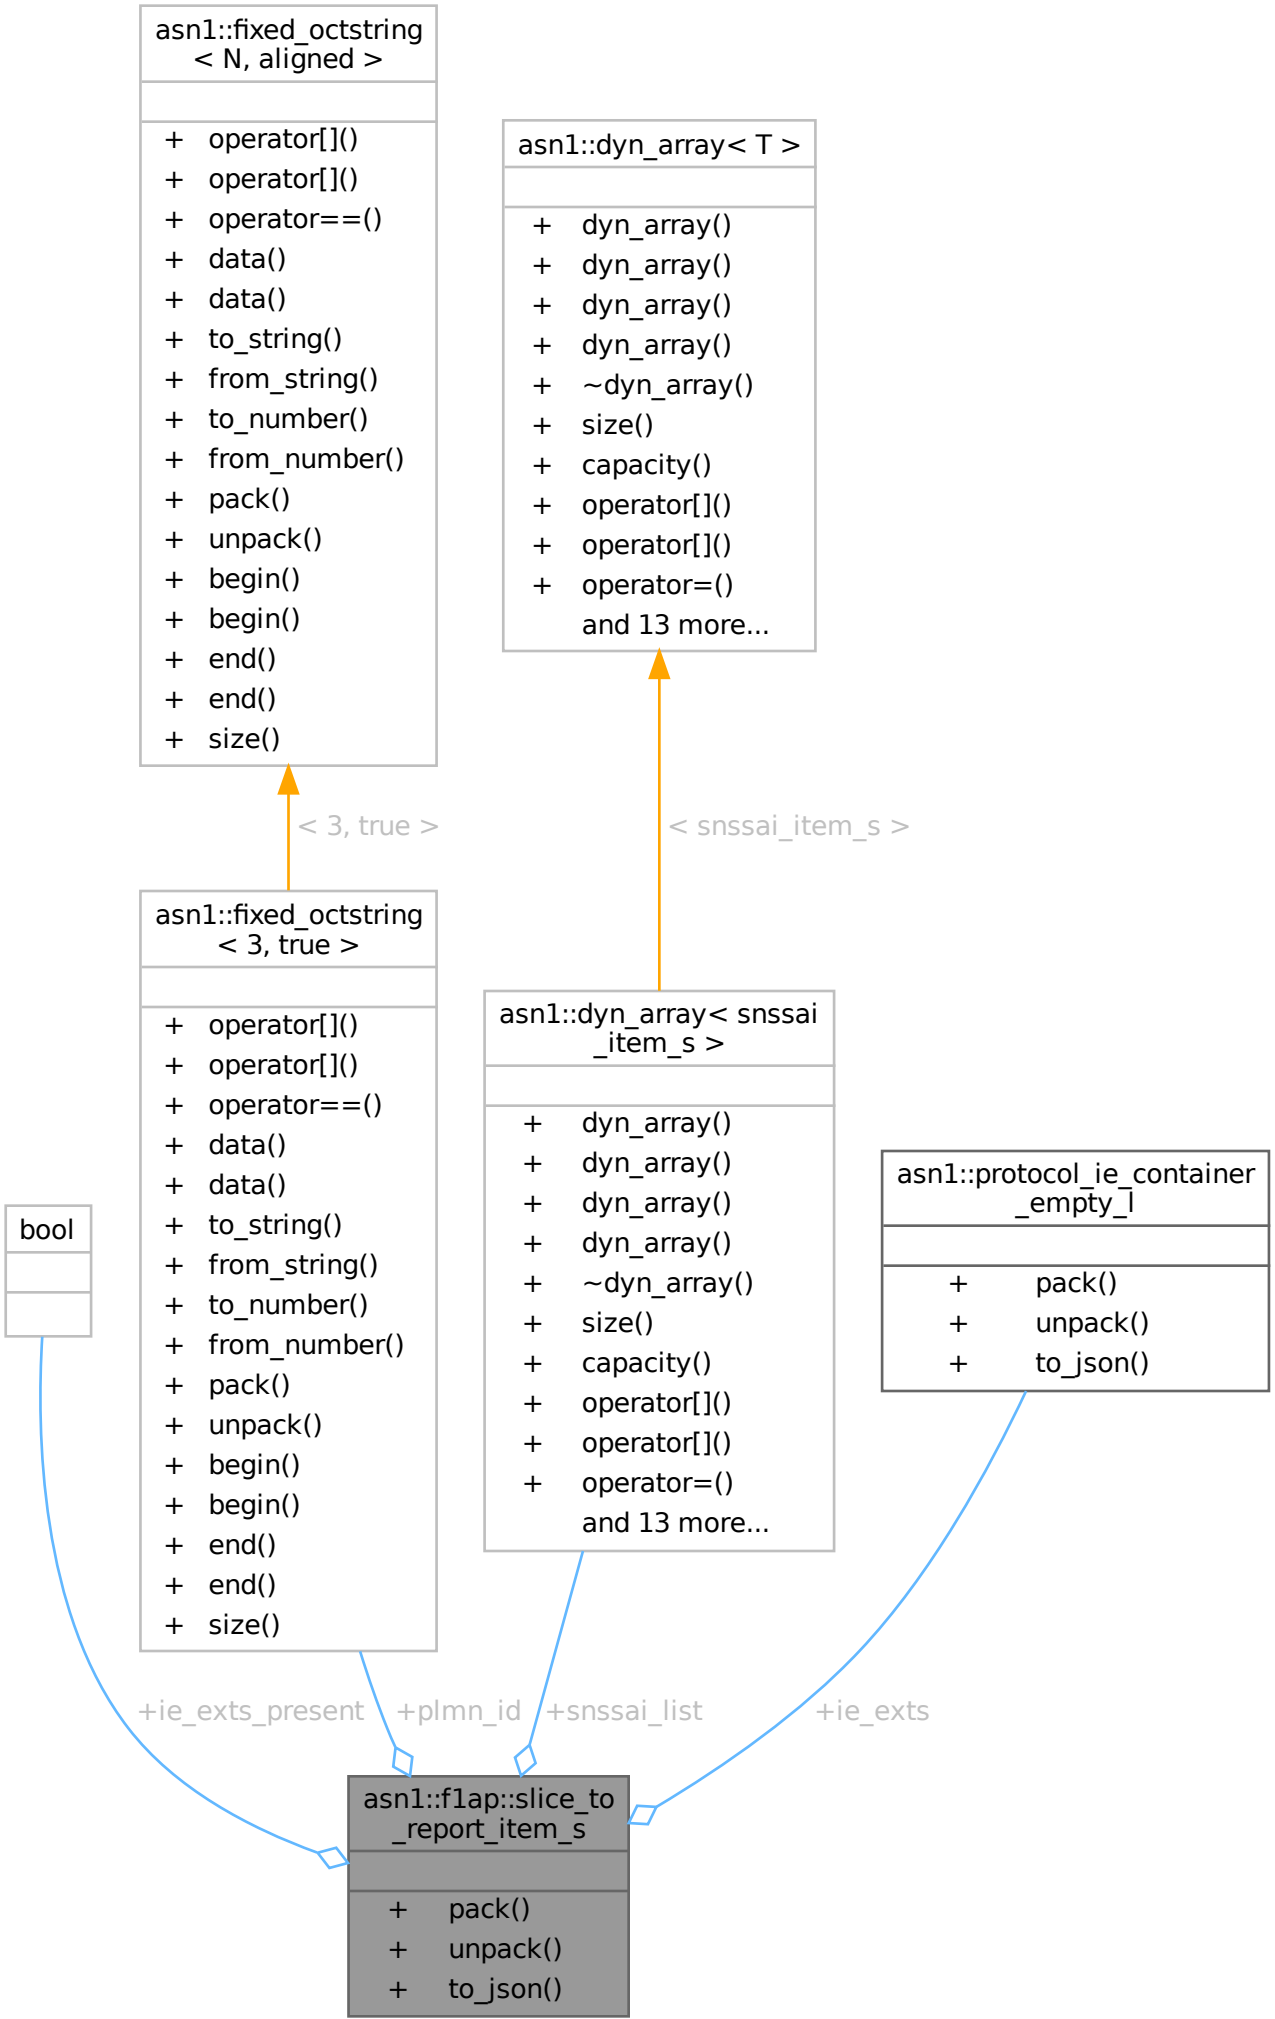 asn1::fixed_octstring
< N, aligned >
+ operator[]()
+ operator[]()
+ operator==()
+ data()
+ data()
+ to_string()
+ from_string()
+ to_number()
+ from_number()
+ pack()
+ unpack()
+ begin()
+ begin()
+ end()
+ end()
+ size()
asn1::dyn_array< T >
+ dyn_array()
+ dyn_array()
+ dyn_array()
+ dyn_array()
+ ~dyn_array()
+ size()
+ capacity()
+ operator[]()
+ operator[]()
+ operator=()
and 13 more...
< 3, true >
< snssai_item_s >
asn1::fixed_octstring
< 3, true >
+ operator[]()
+ operator[]()
+ operator==()
+ data()
+ data()
+ to_string()
+ from_string()
+ to_number()
+ from_number()
+ pack()
+ unpack()
+ begin()
+ begin()
+ end()
+ end()
+ size()
asn1::dyn_array< snssai
_item_s >
+ dyn_array()
+ dyn_array()
+ dyn_array()
+ dyn_array()
+ ~dyn_array()
+ size()
+ capacity()
+ operator[]()
+ operator[]()
+ operator=()
and 13 more...
asn1::protocol_ie_container
_empty_l
+ pack()
+ unpack()
+ to_json()
bool
+ie_exts_present
+plmn_id
+snssai_list
+ie_exts
asn1::f1ap::slice_to
_report_item_s
+ pack()
+ unpack()
+ to_json()